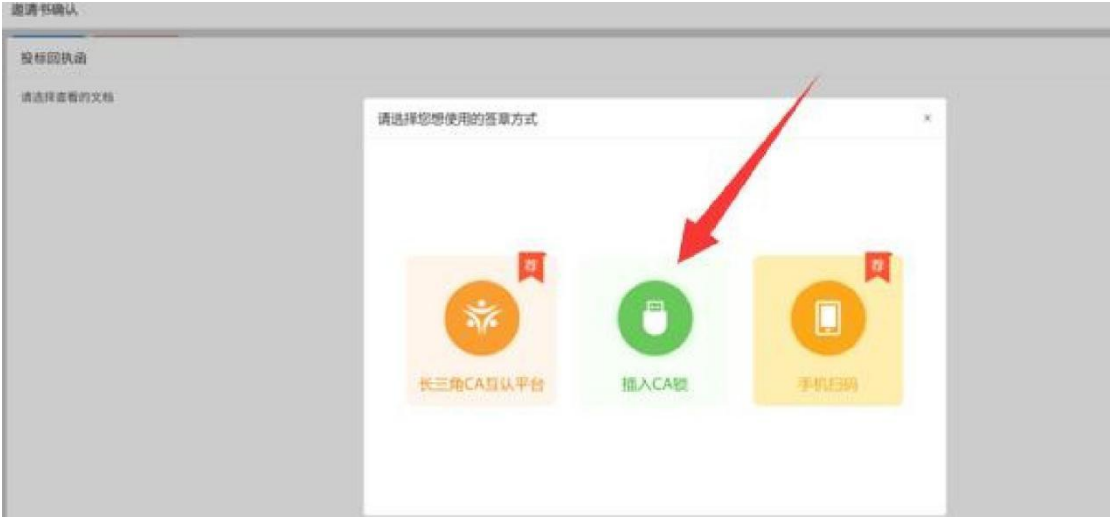 邀请书确认
投标回执函
请选择查看的文档
请选择您想使用的签章方式
×
荐
荐
长三角CA互认平台
插入CA锁
手机扫码